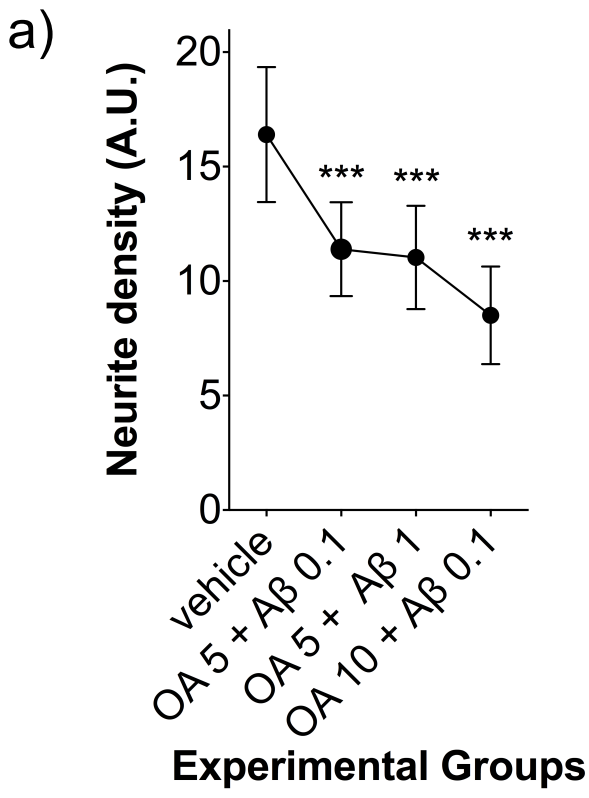 a)
Neurite density (A.U.)
20
15
10
5
0
***
***
***
vehicle
OA 5 + Aβ 0.1
OA 5 + Aβ 1
OA 10 + Aβ 0.1
Experimental Groups